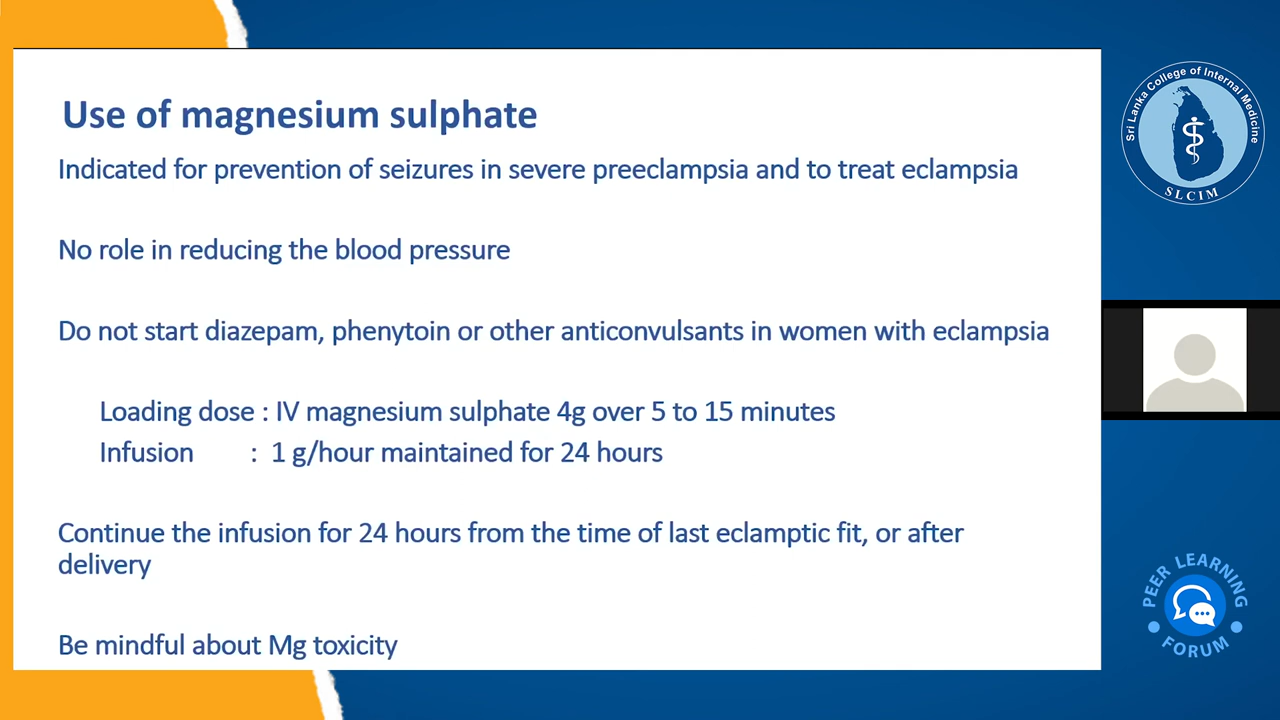 Use of magnesium sulphate
Indicated for prevention of seizures in severe preeclampsia and to treat eclampsia
No role in reducing the blood pressure
Do not start diazepam, phenytoin or other anticonvulsants in women with eclampsia
Loading dose : IV magnesium sulphate 4g over 5 to 15 minutes
Infusion : 1 g/hour maintained for 24 hours
Continue the infusion for 24 hours from the time of last eclamptic fit, or after
delivery
Be mindful about Mg toxicity
Sri Lanka College of Internal Medicine
SLCIM
PEER LEARNING
FORUM